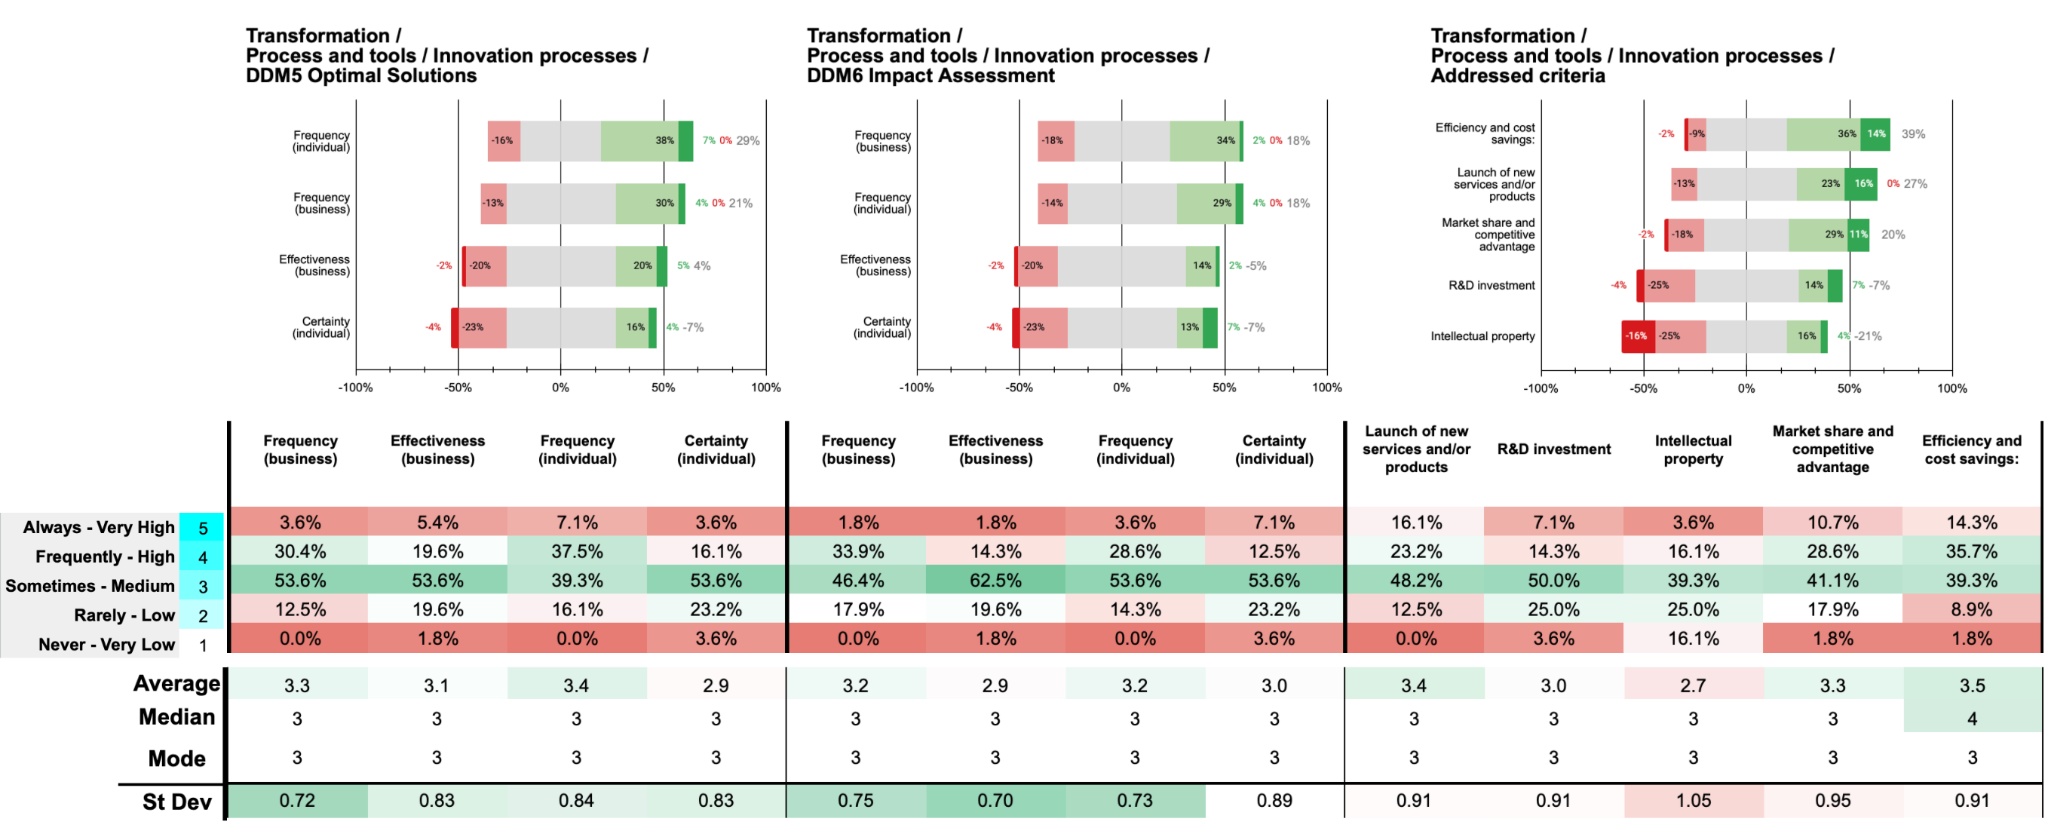 Transformation /
Process and tools / Innovation processes /
DDM5 Optimal Solutions
Frequency
(individual)
-16% 38% 7% 0% 29%
Frequency
(business)
-13% 30% 4% 0% 21%
Effectiveness
(business)
-2% -20% 20% 5% 4%
Certainty
(individual)
-4% -23% 16% 4% -7%
-100% -50% 0% 50% 100%
Transformation /
Process and tools / Innovation processes /
DDM6 Impact Assessment
Frequency
(business)
-18% 34% 2% 0% 18%
Frequency
(individual)
-14% 29% 4% 0% 18%
Effectiveness
(business)
-2% -20% 14% 2% -5%
Certainty
(individual)
-4% -23% 13% 7% -7%
-100% -50% 0% 50% 100%
Transformation /
Process and tools / Innovation processes /
Addressed criteria
Efficiency and cost
savings:
-2% -9% 36% 14% 39%
Launch of new
services and/or
products
-13% 23% 16% 0% 27%
Market share and
competitive
advantage
-2% -18% 29% 11% 20%
R&D investment
-4% -25% 14% 7% -7%
Intellectual property
-16% -25% 16% 4% -21%
-100% -50% 0% 50% 100%
Frequency
(business)
Effectiveness
(business)
Frequency
(individual)
Certainty
(individual)
Frequency
(business)
Effectiveness
(business)
Frequency
(individual)
Certainty
(individual)
Launch of new
services and/or
products
R&D investment
Intellectual
property
Market share and
competitive
advantage
Efficiency and
cost savings:
Always - Very High 5 3.6% 5.4% 7.1% 3.6% 1.8% 1.8% 3.6% 7.1% 16.1% 7.1% 3.6% 10.7% 14.3%
Frequently - High 4 30.4% 19.6% 37.5% 16.1% 33.9% 14.3% 28.6% 12.5% 23.2% 14.3% 16.1% 28.6% 35.7%
Sometimes - Medium 3 53.6% 53.6% 39.3% 53.6% 46.4% 62.5% 53.6% 53.6% 48.2% 50.0% 39.3% 41.1% 39.3%
Rarely - Low 2 12.5% 19.6% 16.1% 23.2% 17.9% 19.6% 14.3% 23.2% 12.5% 25.0% 25.0% 17.9% 8.9%
Never - Very Low 1 0.0% 1.8% 0.0% 3.6% 0.0% 1.8% 0.0% 3.6% 0.0% 3.6% 16.1% 1.8% 1.8%
Average 3.3 3.1 3.4 2.9 3.2 2.9 3.2 3.0 3.4 3.0 2.7 3.3 3.5
Median 3 3 3 3 3 3 3 3 3 3 3 3 4
Mode 3 3 3 3 3 3 3 3 3 3 3 3 3
St Dev 0.72 0.83 0.84 0.83 0.75 0.70 0.73 0.89 0.91 0.91 1.05 0.95 0.91